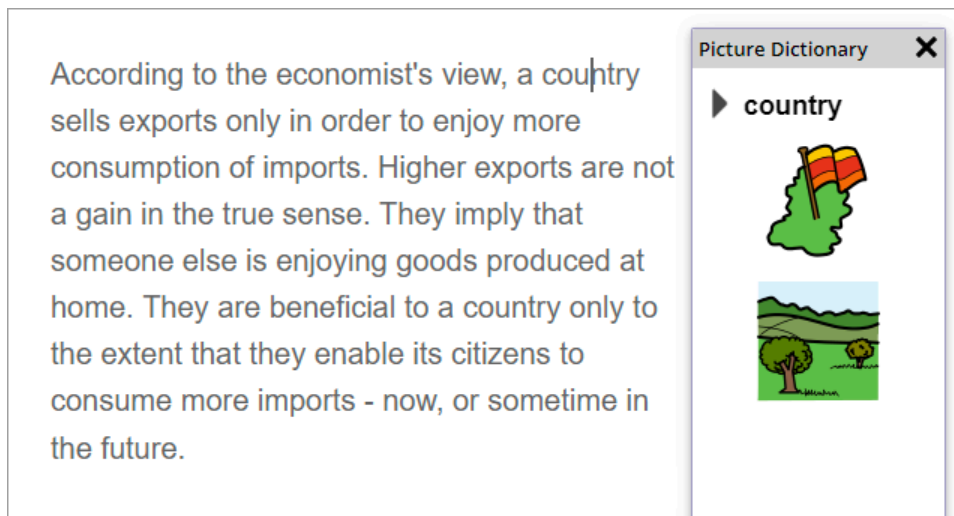 According to the economist's view, a country
sells exports only in order to enjoy more
consumption of imports. Higher exports are not
a gain in the true sense. They imply that
someone else is enjoying goods produced at
home. They are beneficial to a country only to
the extent that they enable its citizens to
consume more imports - now, or sometime in
the future.
Picture Dictionary
country